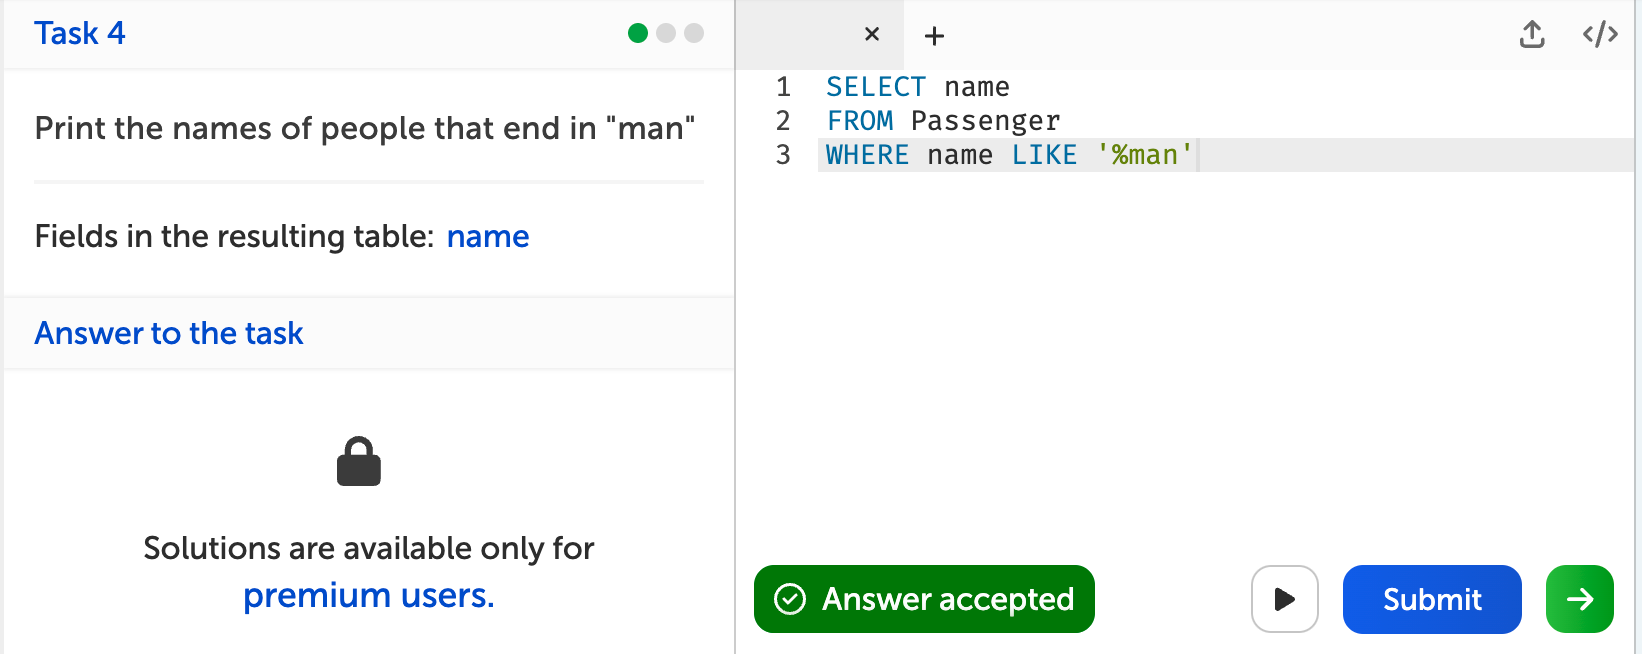 Task 4
Print the names of people that end in "man"
Fields in the resulting table: name
Answer to the task
Solutions are available only for
premium users.
1 SELECT name
2 FROM Passenger
3 WHERE name LIKE '%man'
Answer accepted
Submit